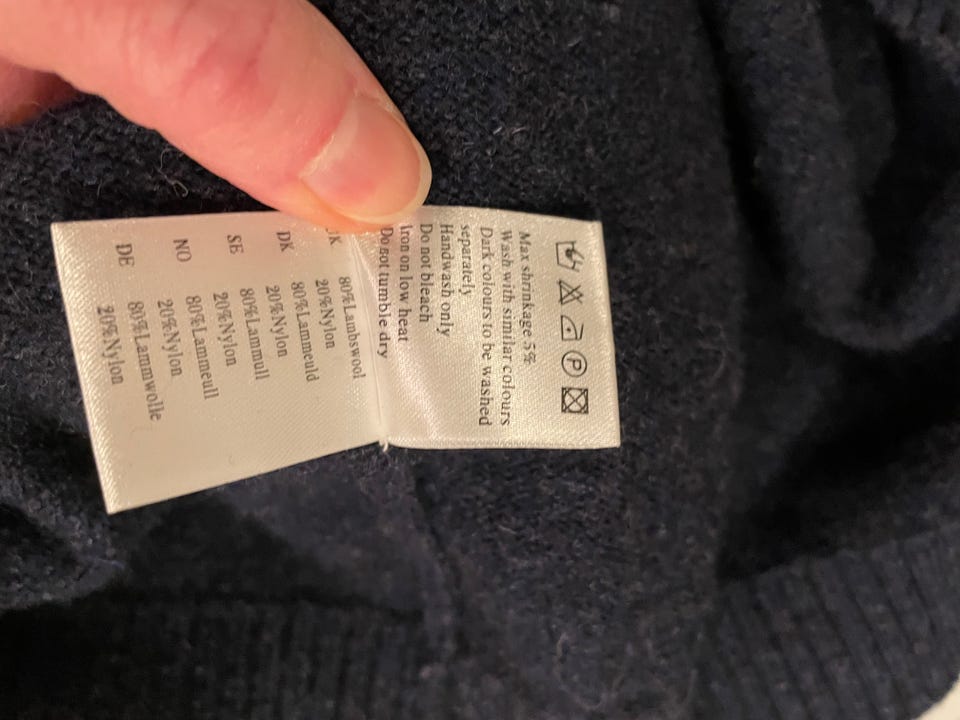 Max shrinkage 5%
Wash with similar colours
Dark colours to be washed
separately
Handwash only
Do not bleach
Iron on low heat
Do not tumble dry
80%Lambswool
20%Nylon
DK 80%Lammeuld
20%Nylon
SE 80%Lammull
20%Nylon
NO 80%Lammeull
20%Nylon
DE 80%Lammwolle
20%Nylon